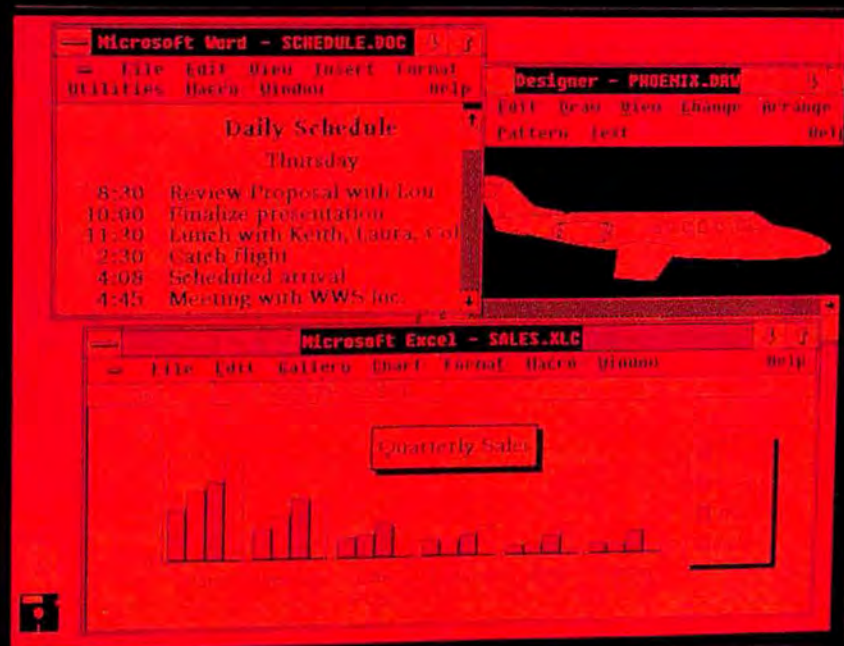 Microsoft Word - SCHEDULE.DOC
File Edit View Insert Format
Utilities Macro Window Help
Daily Schedule
Thursday
8:30 Review Proposal with Lou
10:00 Finalize presentation
11:30 Lunch with Keith, Laura, Col
2:30 Catch flight
4:08 Scheduled arrival
4:45 Meeting with WWS Inc.
Designer - PHOENIX.DRW
Edit Draw View Change Arrange
Pattern Text Help
Microsoft Excel - SALES.XLC
File Edit Gallery Chart Format Macro Window Help
Quarterly Sales